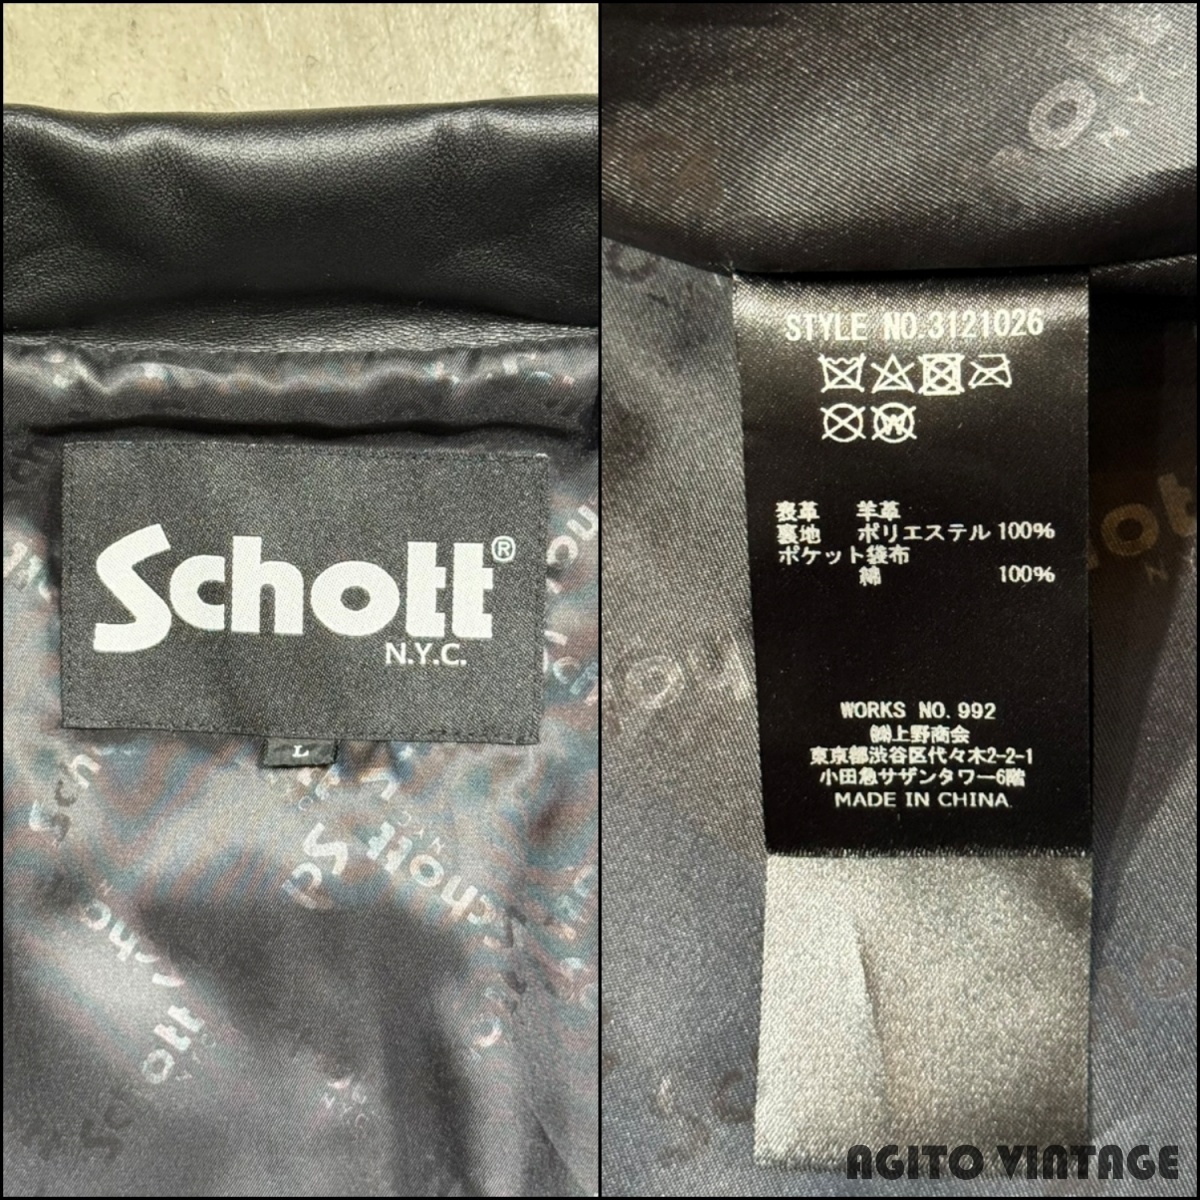 Schott®
N.Y.C.
L
STYLE NO.3121026
W
表革 羊革
裏地 ポリエステル 100%
ポケット袋布
綿 100%
WORKS NO.992
㈱上野商会
東京都渋谷区代々木2-2-1
小田急サザンタワー6階
MADE IN CHINA
AGITO VINTAGE